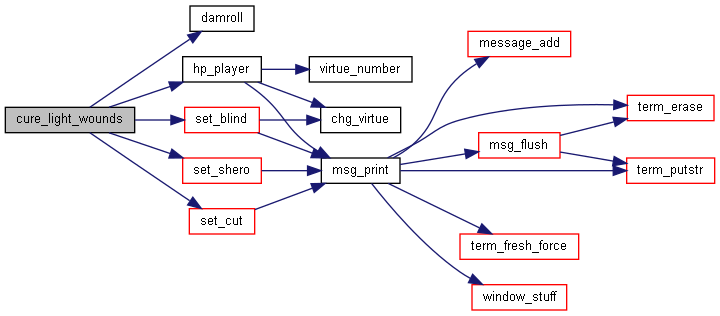 damroll
hp_player
virtue_number
message_add
cure_light_wounds
set_blind
chg_virtue
term_erase
set_shero
msg_print
msg_flush
term_putstr
set_cut
term_fresh_force
window_stuff